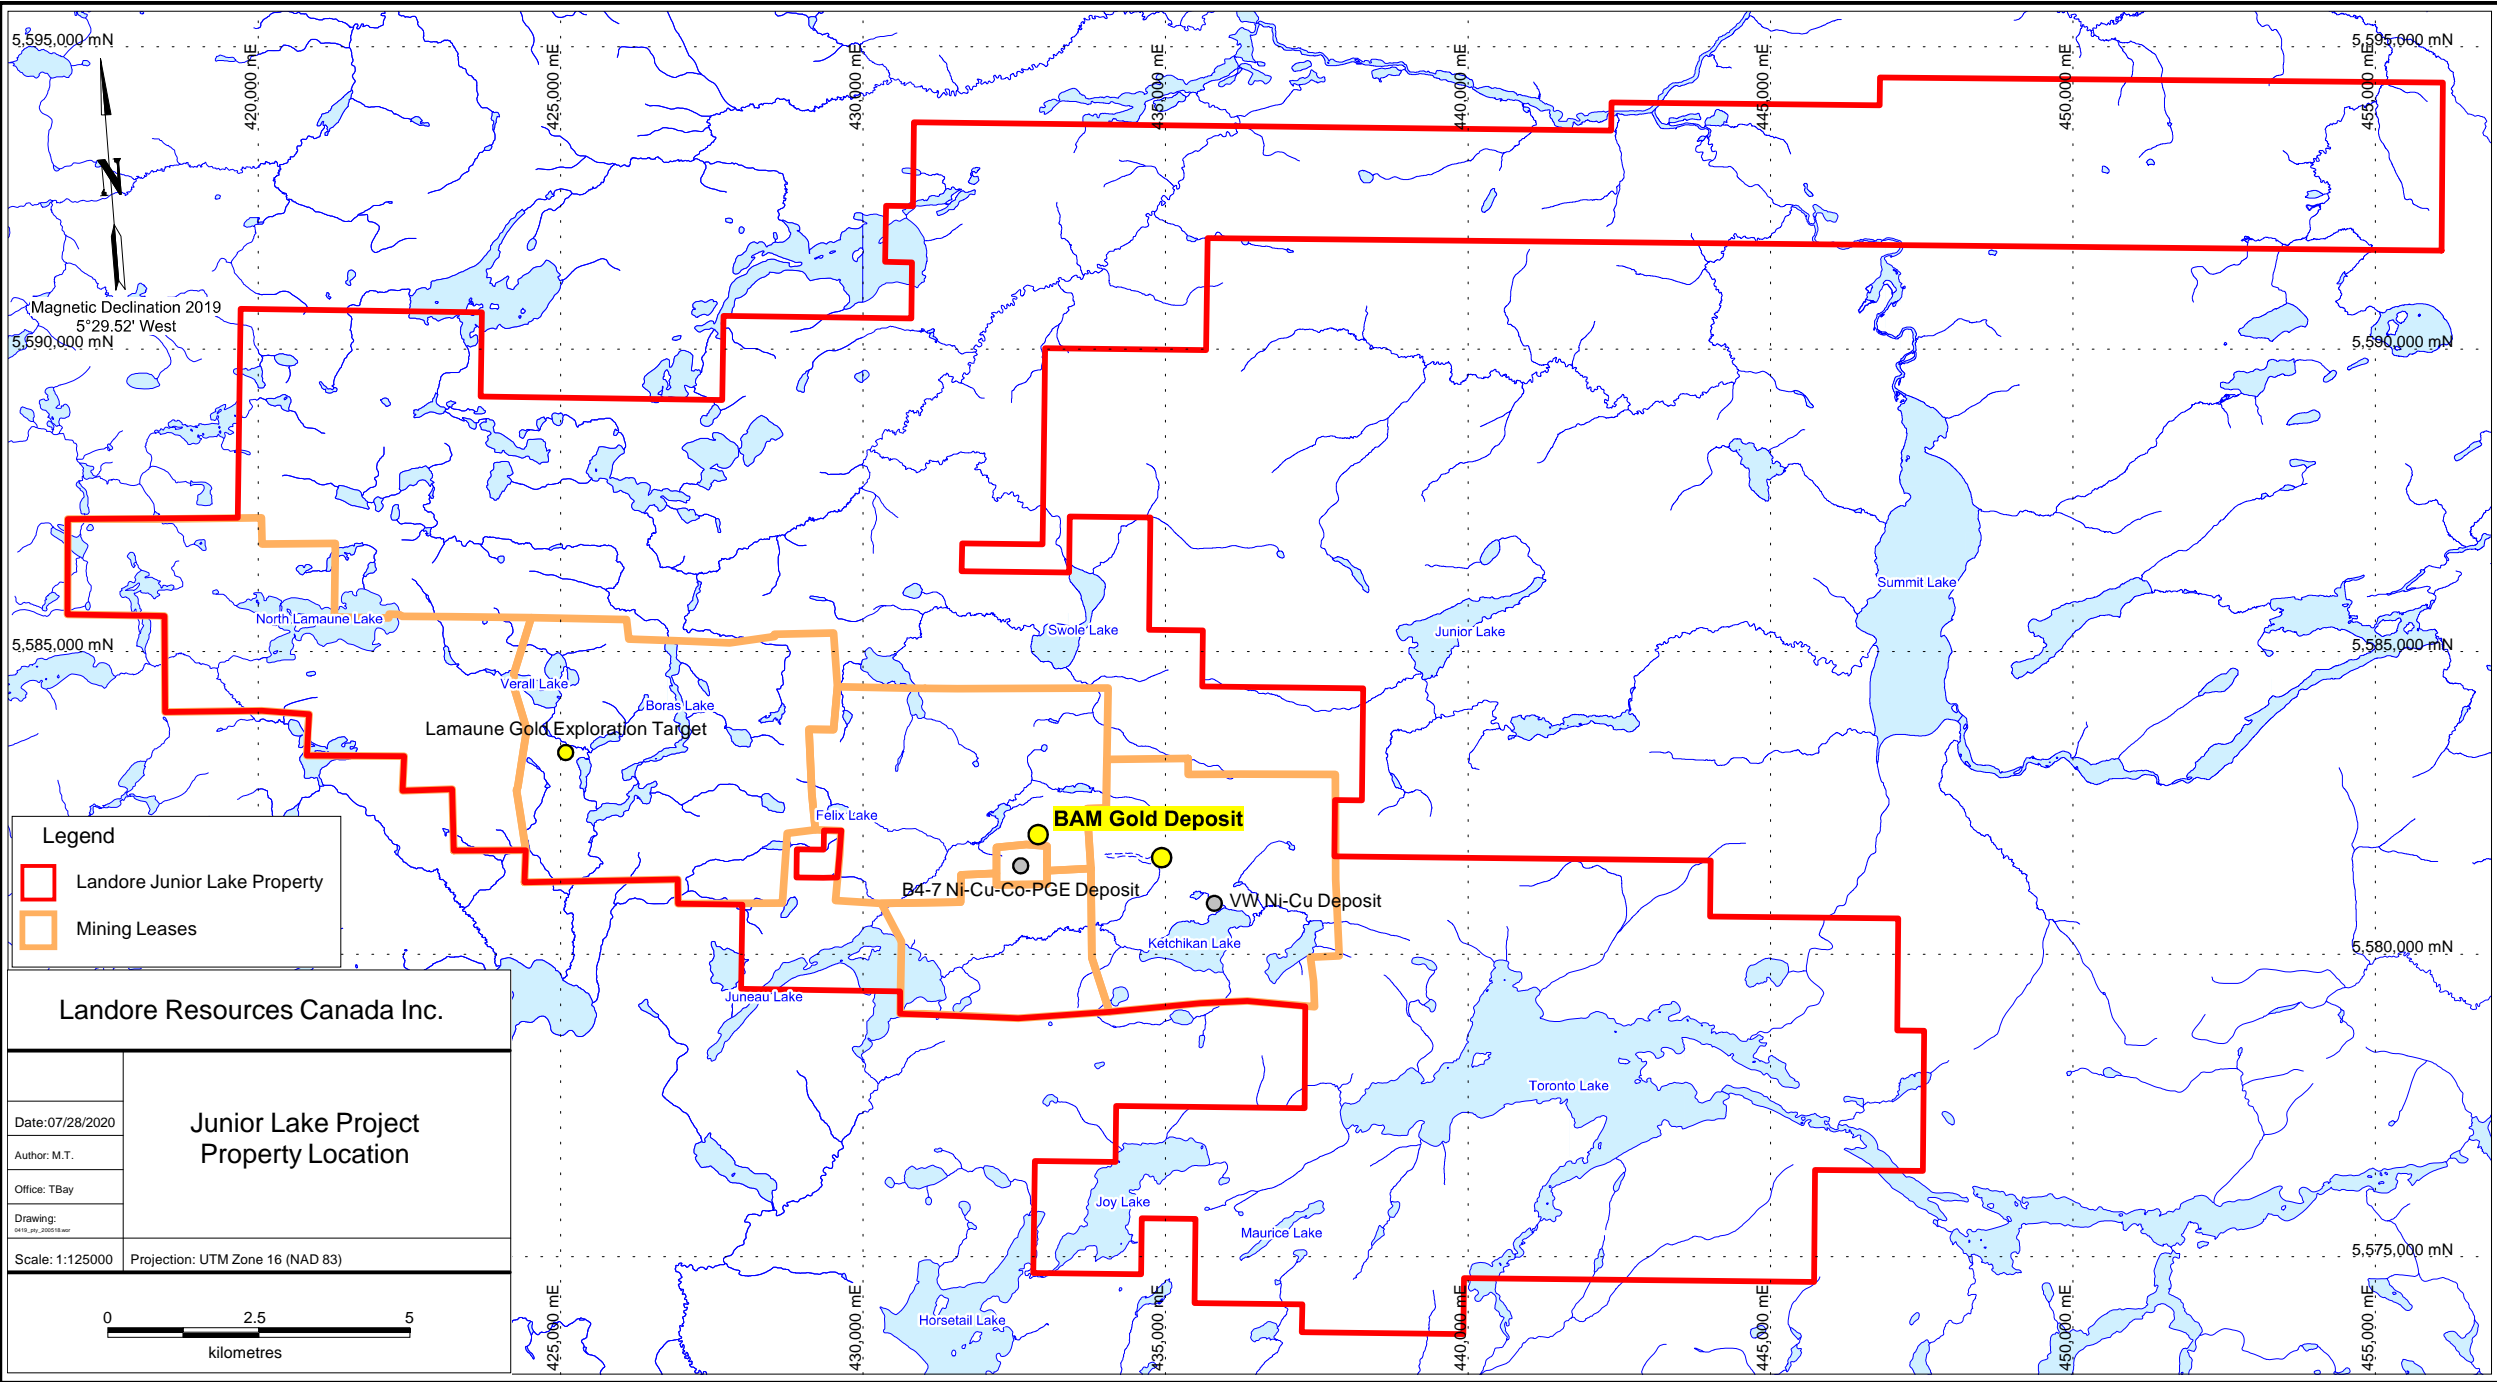 5,595,000 mN
5,595,000 mN
420,000 mE
425,000 mE
430,000 mE
435,000 mE
440,000 mE
445,000 mE
450,000 mE
455,000 mE
N
Magnetic Declination 2019
5°29.52' West
5,590,000 mN
5,590,000 mN
Summit Lake
North Lamaune Lake
Swole Lake
Junior Lake
5,585,000 mN
5,585,000 mN
Verall Lake
Boras Lake
Lamaune Gold Exploration Target
Felix Lake
BAM Gold Deposit
B4-7 Ni-Cu-Co-PGE Deposit
VW Ni-Cu Deposit
Ketchikan Lake
5,580,000 mN
Juneau Lake
Toronto Lake
Joy Lake
Maurice Lake
5,575,000 mN
Horsetail Lake
425,000 mE
430,000 mE
435,000 mE
440,000 mE
445,000 mE
450,000 mE
455,000 mE
Legend
Landore Junior Lake Property
Mining Leases
Landore Resources Canada Inc.
Junior Lake Project
Property Location
Date:07/28/2020
Author: M.T.
Office: TBay
Drawing:
0419_pty_200518.wor
Scale: 1:125000
Projection: UTM Zone 16 (NAD 83)
0 2.5 5
kilometres